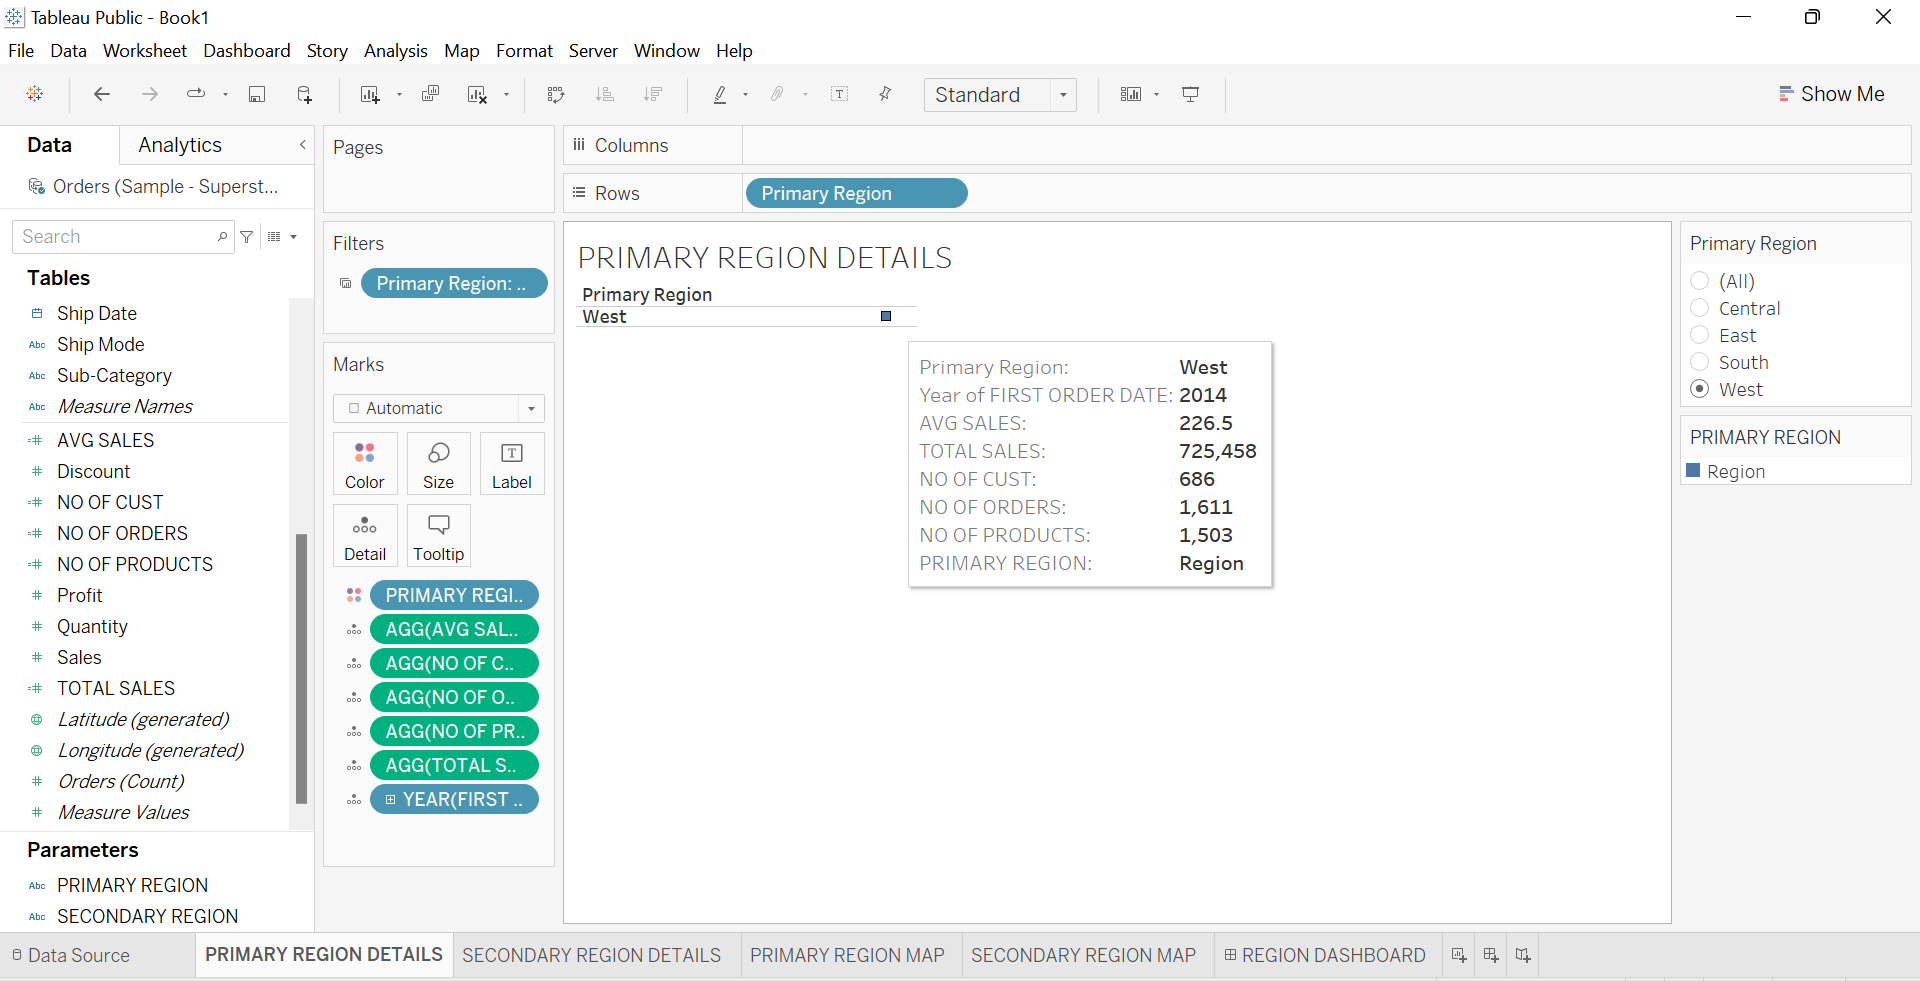 Tableau Public - Book1
File Data Worksheet Dashboard Story Analysis Map Format Server Window Help
Standard
Show Me
Data
Analytics
Orders (Sample - Superst...
Search
Tables
Ship Date
Abc Ship Mode
Abc Sub-Category
Abc Measure Names
AVG SALES
Discount
NO OF CUST
NO OF ORDERS
NO OF PRODUCTS
Profit
Quantity
Sales
TOTAL SALES
Latitude (generated)
Longitude (generated)
Orders (Count)
Measure Values
Parameters
Abc PRIMARY REGION
Abc SECONDARY REGION
Pages
Filters
Primary Region: ..
Marks
Automatic
Color
Size
Label
Detail
Tooltip
PRIMARY REGI..
AGG(AVG SAL..
AGG(NO OF C..
AGG(NO OF O..
AGG(NO OF PR..
AGG(TOTAL S..
YEAR(FIRST ..
Columns
Rows
Primary Region
PRIMARY REGION DETAILS
Primary Region
West
Primary Region: West
Year of FIRST ORDER DATE: 2014
AVG SALES: 226.5
TOTAL SALES: 725,458
NO OF CUST: 686
NO OF ORDERS: 1,611
NO OF PRODUCTS: 1,503
PRIMARY REGION: Region
Primary Region
(All)
Central
East
South
West
PRIMARY REGION
Region
Data Source
PRIMARY REGION DETAILS
SECONDARY REGION DETAILS
PRIMARY REGION MAP
SECONDARY REGION MAP
REGION DASHBOARD